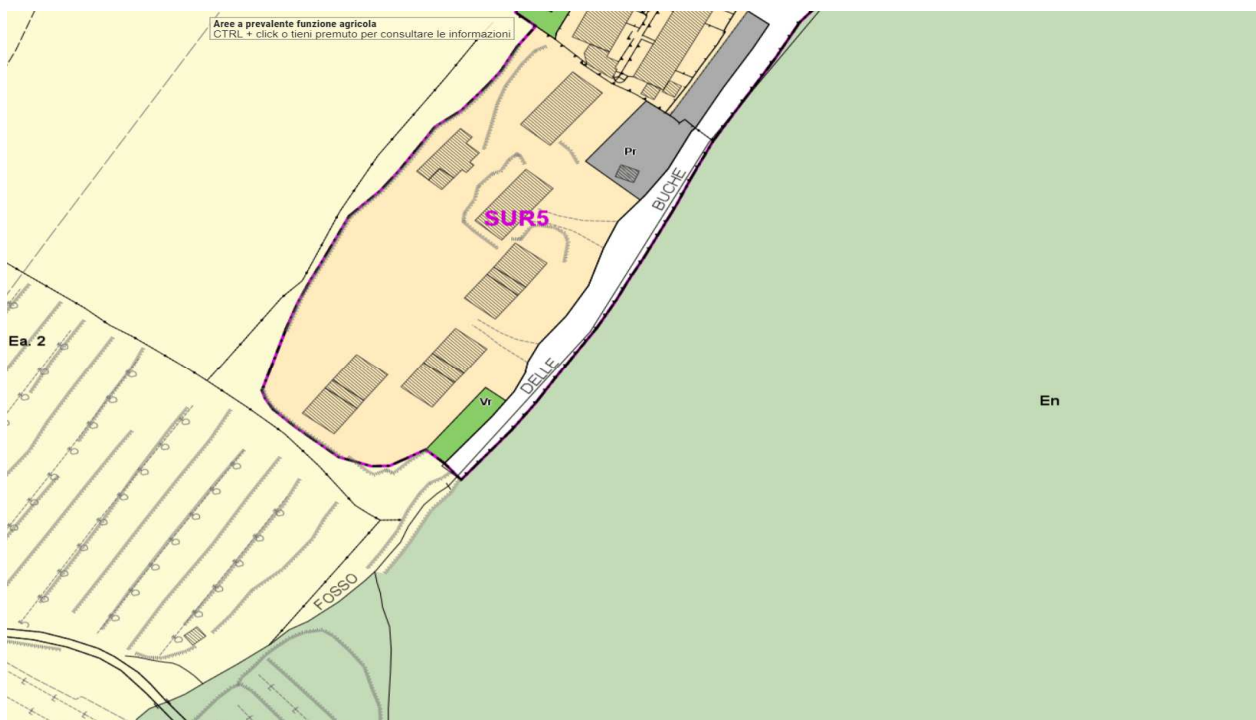 Aree a prevalente funzione agricola
CTRL + click o tieni premuto per consultare le informazioni
Pr
BUCHE
SUR5
Ea. 2
DELLE
Vr
En
FOSSO